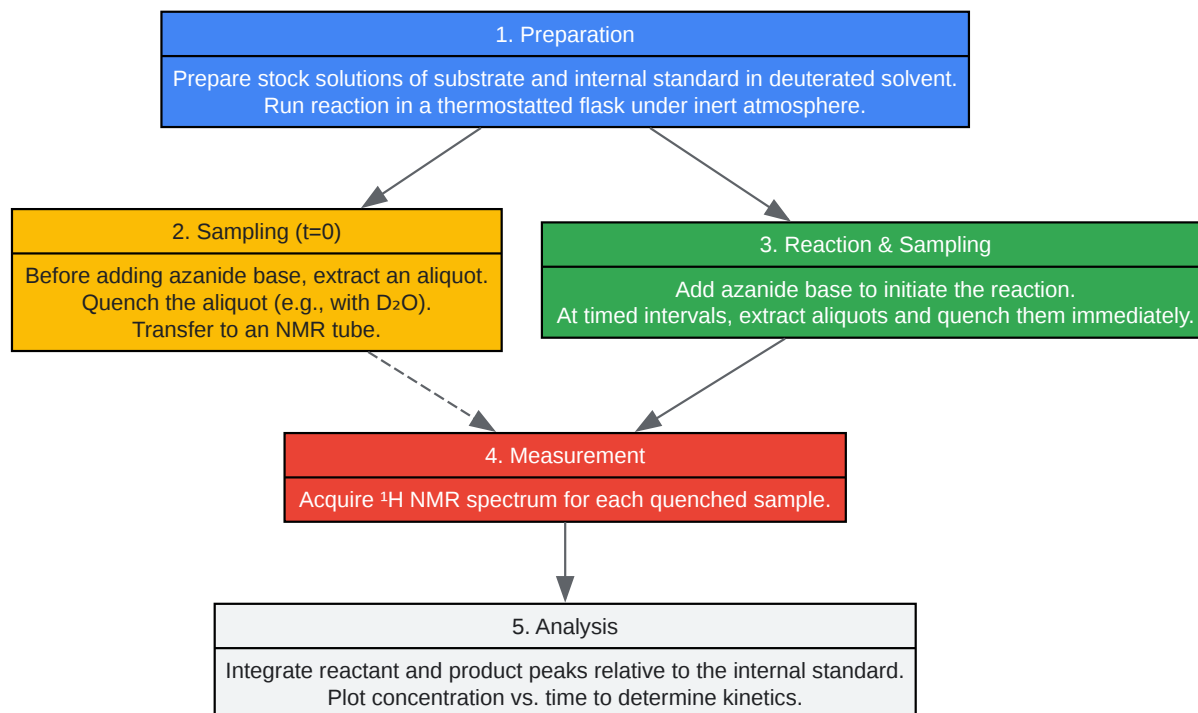 1. Preparation
Prepare stock solutions of substrate and internal standard in deuterated solvent.
Run reaction in a thermostatted flask under inert atmosphere.
2. Sampling (t=0)
Before adding azanide base, extract an aliquot.
Quench the aliquot (e.g., with D₂O).
Transfer to an NMR tube.
3. Reaction & Sampling
Add azanide base to initiate the reaction.
At timed intervals, extract aliquots and quench them immediately.
4. Measurement
Acquire ¹H NMR spectrum for each quenched sample.
5. Analysis
Integrate reactant and product peaks relative to the internal standard.
Plot concentration vs. time to determine kinetics.